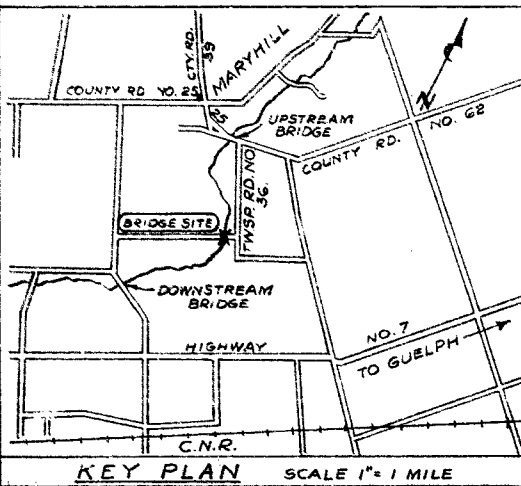 CTY. RD.
39
MARYHILL
COUNTY RD. NO. 25
25
UPSTREAM
BRIDGE
COUNTY RD. NO. 62
TWSP. RD. NO.
36.
BRIDGE SITE
DOWNSTREAM
BRIDGE
N
HIGHWAY NO. 7
TO GUELPH
C.N.R.
KEY PLAN SCALE 1"= 1 MILE